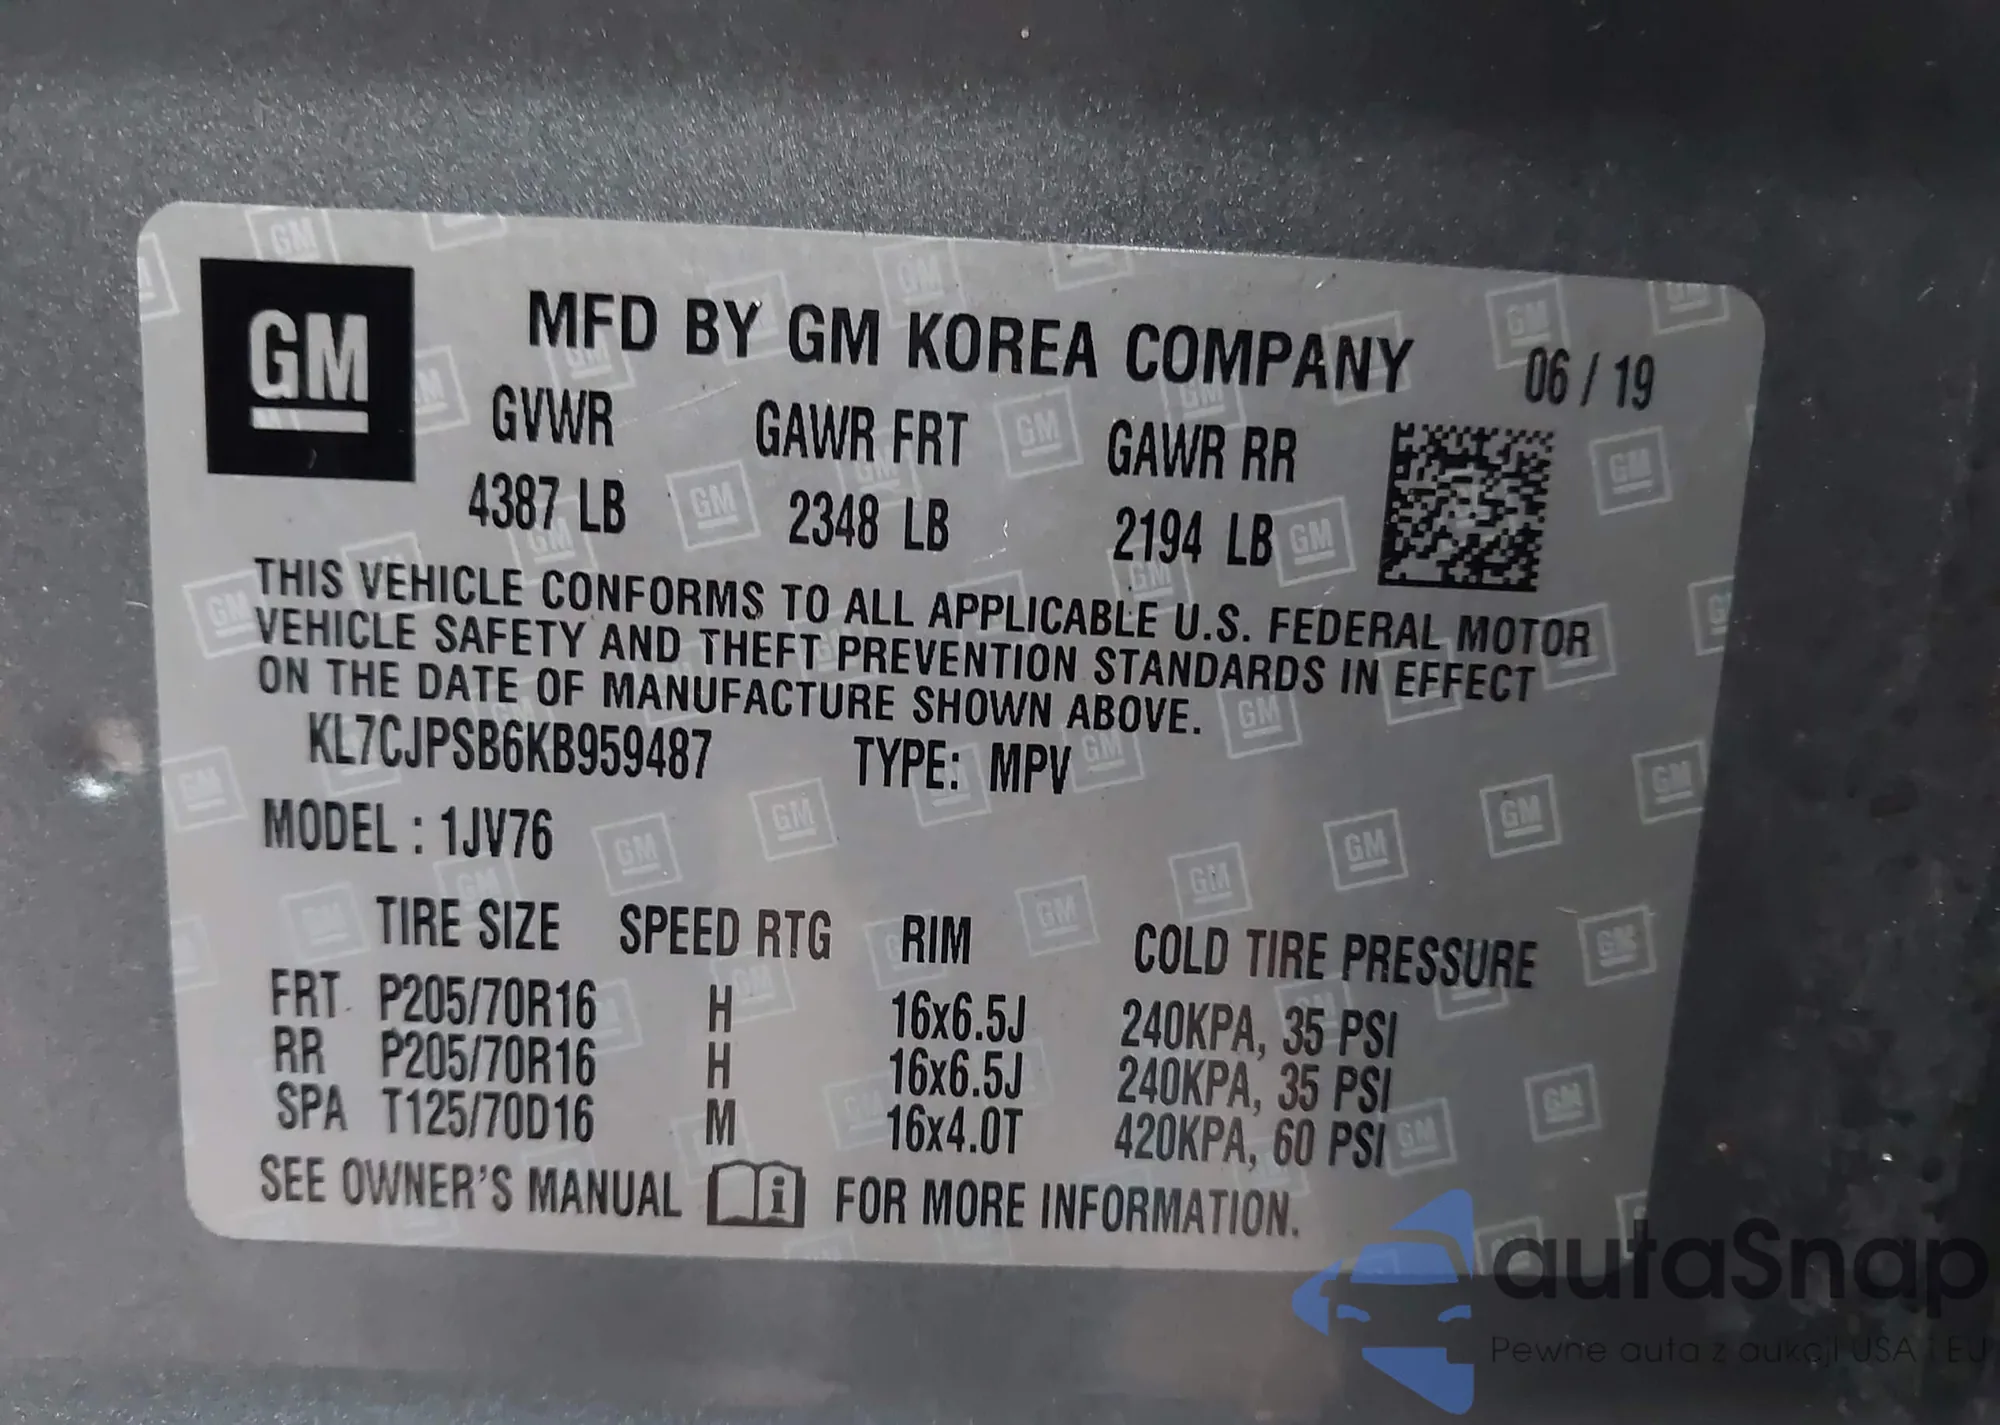 GM
MFD BY GM KOREA COMPANY
06 / 19
GVWR GAWR FRT GAWR RR
4387 LB 2348 LB 2194 LB
THIS VEHICLE CONFORMS TO ALL APPLICABLE U.S. FEDERAL MOTOR
VEHICLE SAFETY AND THEFT PREVENTION STANDARDS IN EFFECT
ON THE DATE OF MANUFACTURE SHOWN ABOVE.
KL7CJPSB6KB959487 TYPE: MPV
MODEL : 1JV76
TIRE SIZE SPEED RTG RIM COLD TIRE PRESSURE
FRT P205/70R16 H 16x6.5J 240KPA, 35 PSI
RR P205/70R16 H 16x6.5J 240KPA, 35 PSI
SPA T125/70D16 M 16x4.0T 420KPA, 60 PSI
SEE OWNER'S MANUAL i FOR MORE INFORMATION.
autaSnap
Pewne auta z aukcji USA i EU